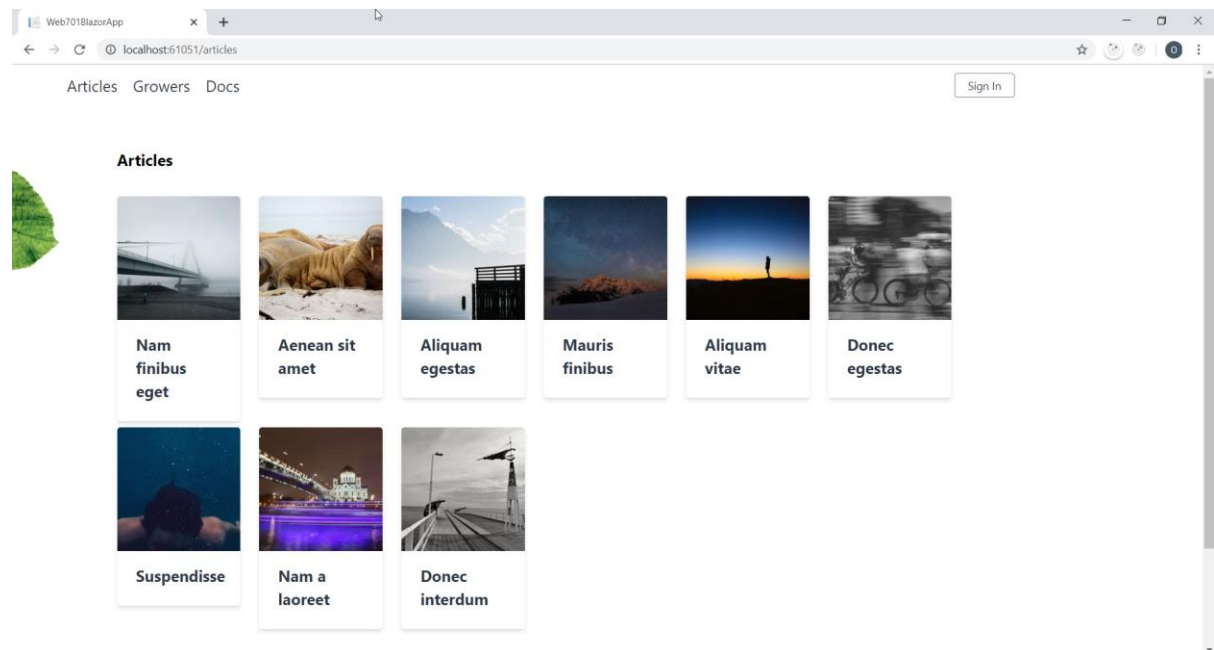 Web701BlazorApp
localhost:61051/articles
O
Articles Growers Docs
Sign In
Articles
Nam
finibus
eget
Aenean sit
amet
Aliquam
egestas
Mauris
finibus
Aliquam
vitae
Donec
egestas
Suspendisse
Nam a
laoreet
Donec
interdum